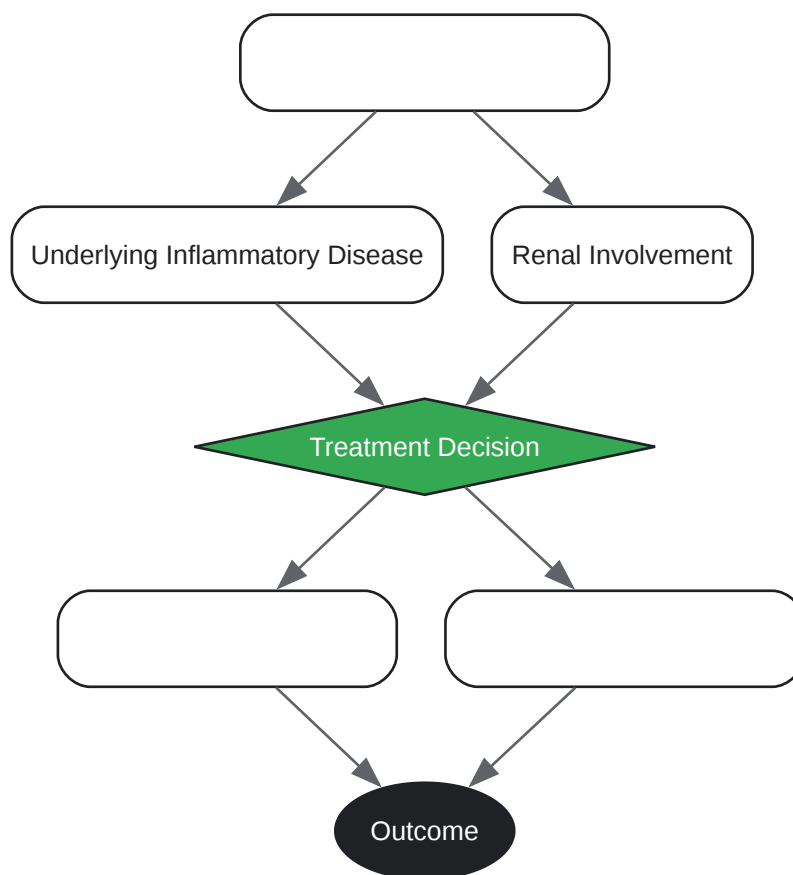 Underlying Inflammatory Disease
Renal Involvement
Treatment Decision
Outcome